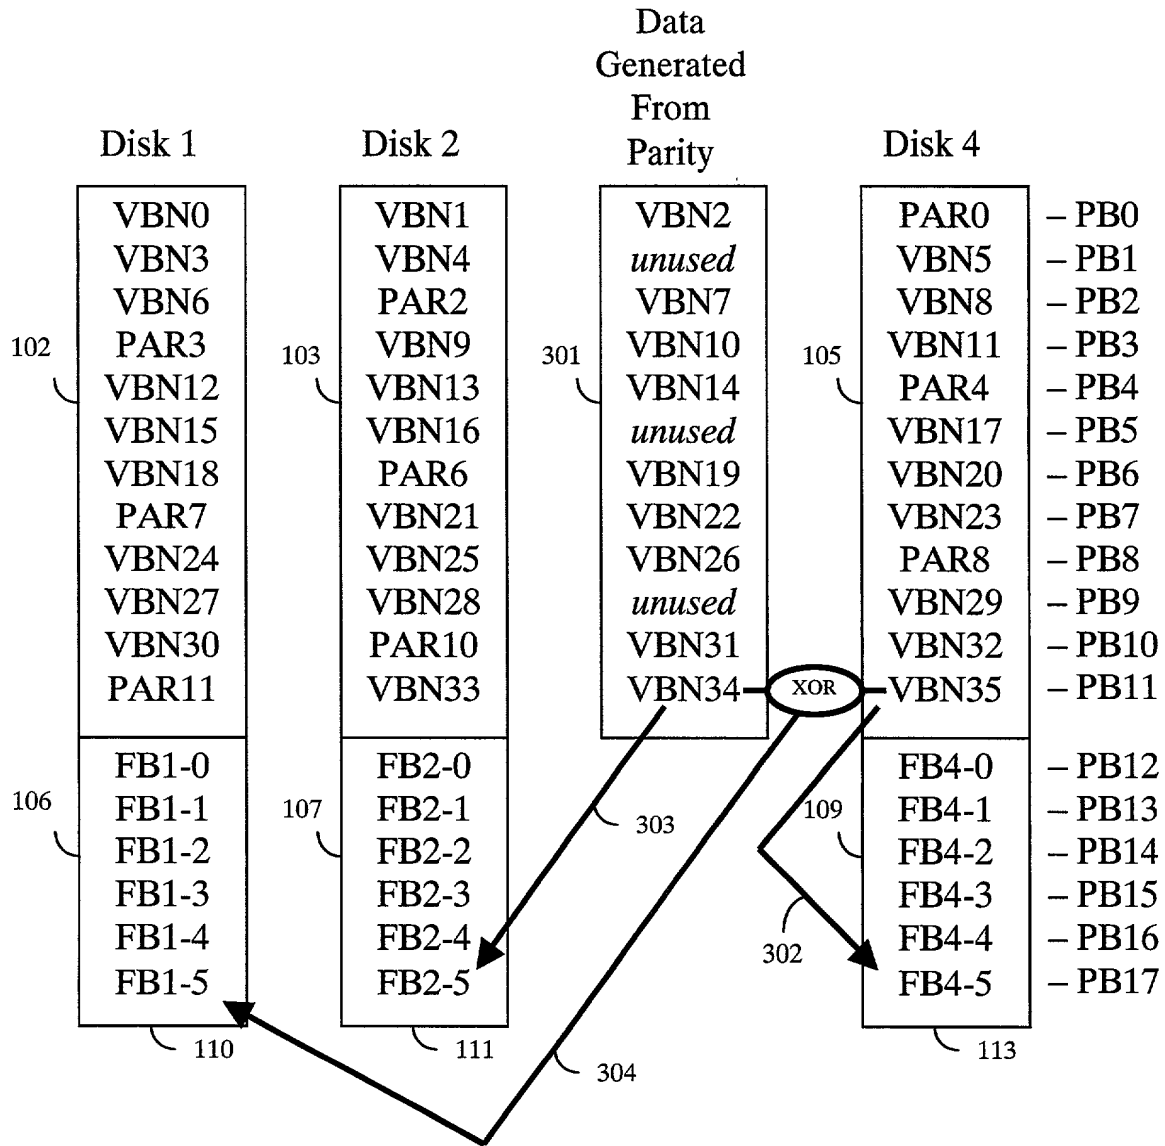 Data
Generated
From
Parity
Disk 1 Disk 2 Disk 4
VBN0 VBN1 VBN2 PAR0 – PB0
VBN3 VBN4 unused VBN5 – PB1
VBN6 PAR2 VBN7 VBN8 – PB2
102 PAR3 103 VBN9 301 VBN10 105 VBN11 – PB3
VBN12 VBN13 VBN14 PAR4 – PB4
VBN15 VBN16 unused VBN17 – PB5
VBN18 PAR6 VBN19 VBN20 – PB6
PAR7 VBN21 VBN22 VBN23 – PB7
VBN24 VBN25 VBN26 PAR8 – PB8
VBN27 VBN28 unused VBN29 – PB9
VBN30 PAR10 VBN31 VBN32 – PB10
PAR11 VBN33 VBN34 XOR VBN35 – PB11
FB1-0 FB2-0 FB4-0 – PB12
106 FB1-1 107 FB2-1 303 109 FB4-1 – PB13
FB1-2 FB2-2 FB4-2 – PB14
FB1-3 FB2-3 FB4-3 – PB15
FB1-4 FB2-4 302 FB4-4 – PB16
FB1-5 FB2-5 FB4-5 – PB17
110 111 304 113